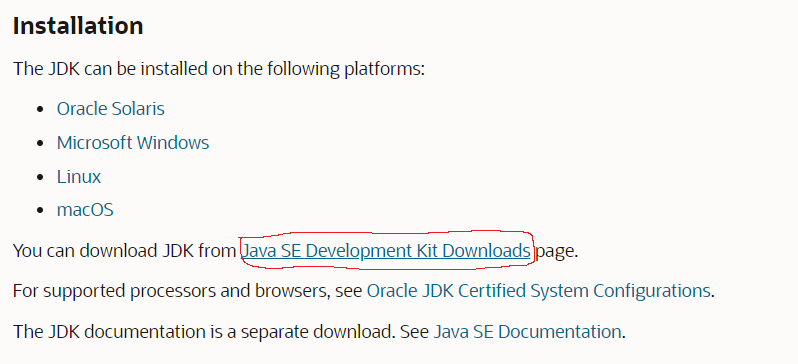 Installation
The JDK can be installed on the following platforms:
• Oracle Solaris
• Microsoft Windows
• Linux
• macOS
You can download JDK from Java SE Development Kit Downloads page.
For supported processors and browsers, see Oracle JDK Certified System Configurations.
The JDK documentation is a separate download. See Java SE Documentation.